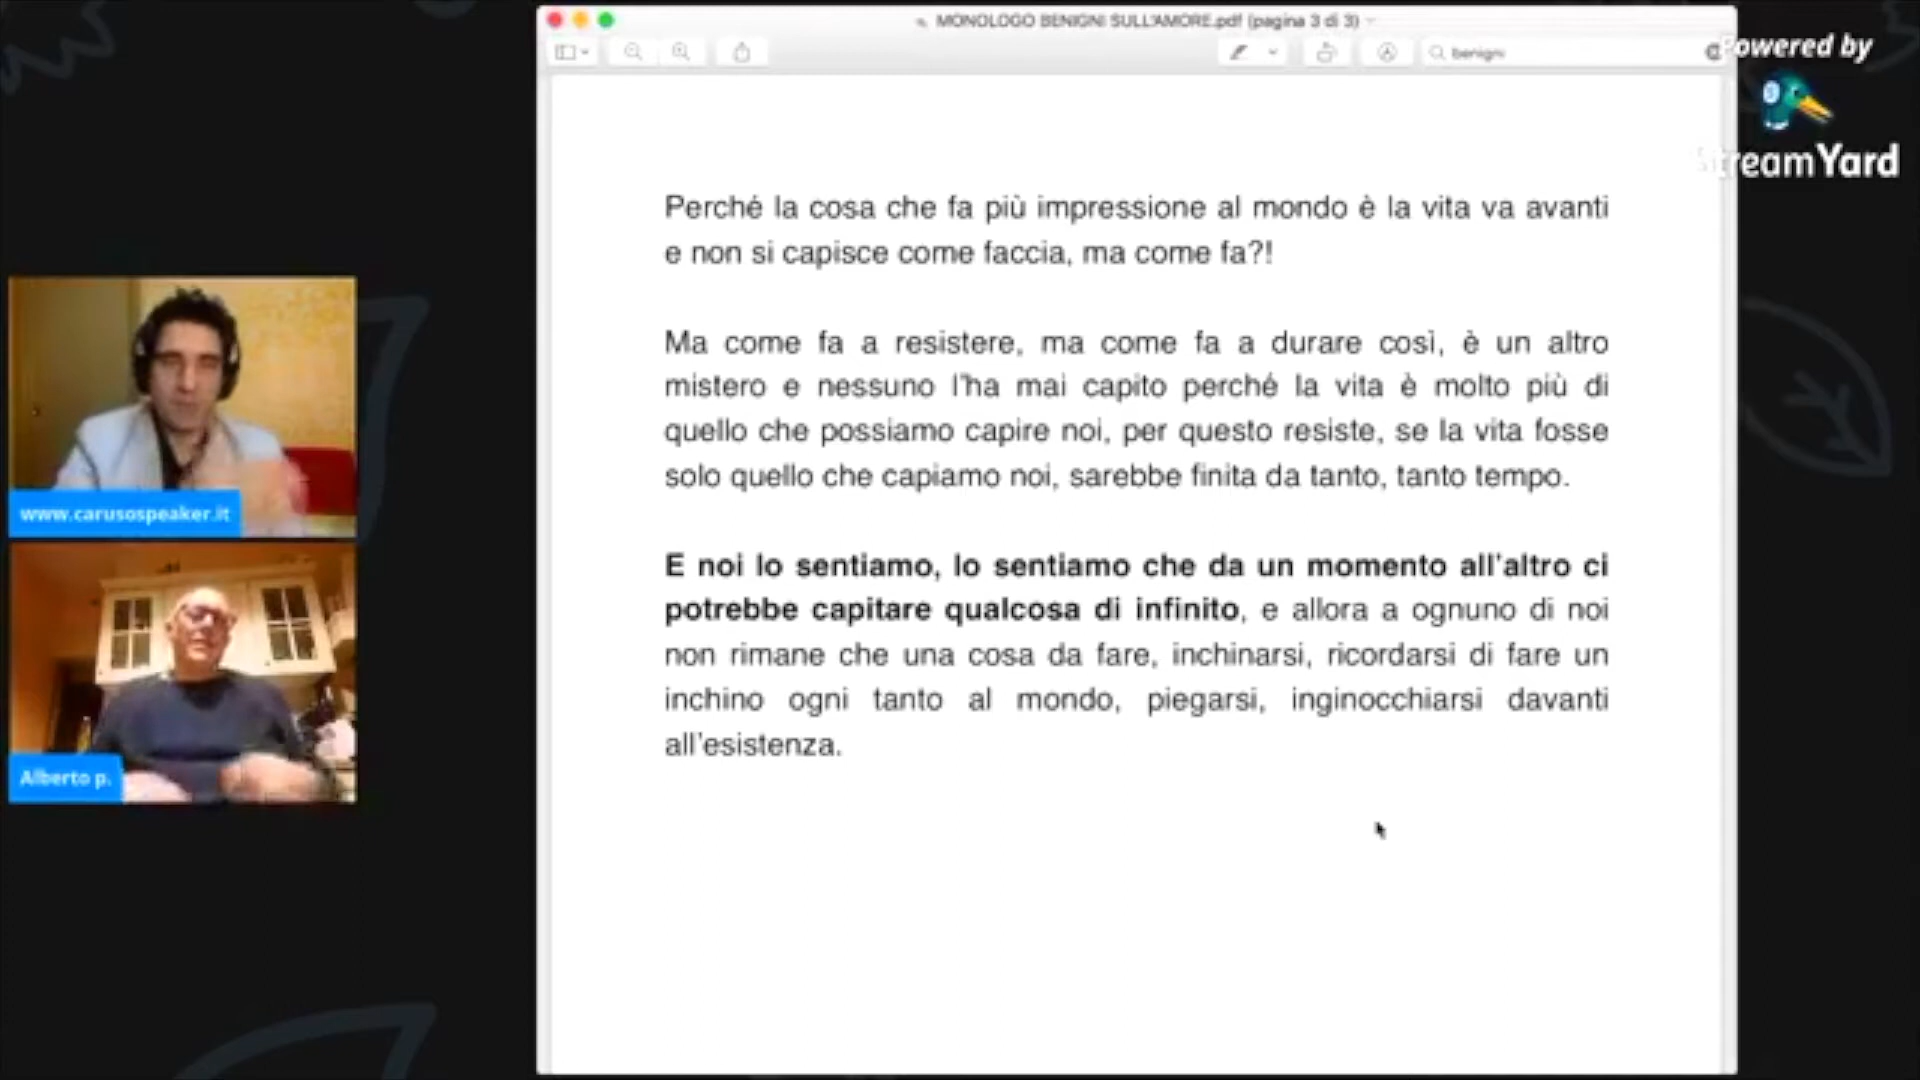 MONOLOGO BENIGNI SULL'AMORE.pdf (pagina 3 di 3)
benigni
Powered by
StreamYard
Perché la cosa che fa più impressione al mondo è la vita va avanti
e non si capisce come faccia, ma come fa?!
Ma come fa a resistere, ma come fa a durare così, è un altro
mistero e nessuno l'ha mai capito perché la vita è molto più di
quello che possiamo capire noi, per questo resiste, se la vita fosse
solo quello che capiamo noi, sarebbe finita da tanto, tanto tempo.
E noi lo sentiamo, lo sentiamo che da un momento all'altro ci
potrebbe capitare qualcosa di infinito, e allora a ognuno di noi
non rimane che una cosa da fare, inchinarsi, ricordarsi di fare un
inchino ogni tanto al mondo, piegarsi, inginocchiarsi davanti
all'esistenza.
www.carusospeaker.it
Alberto p.